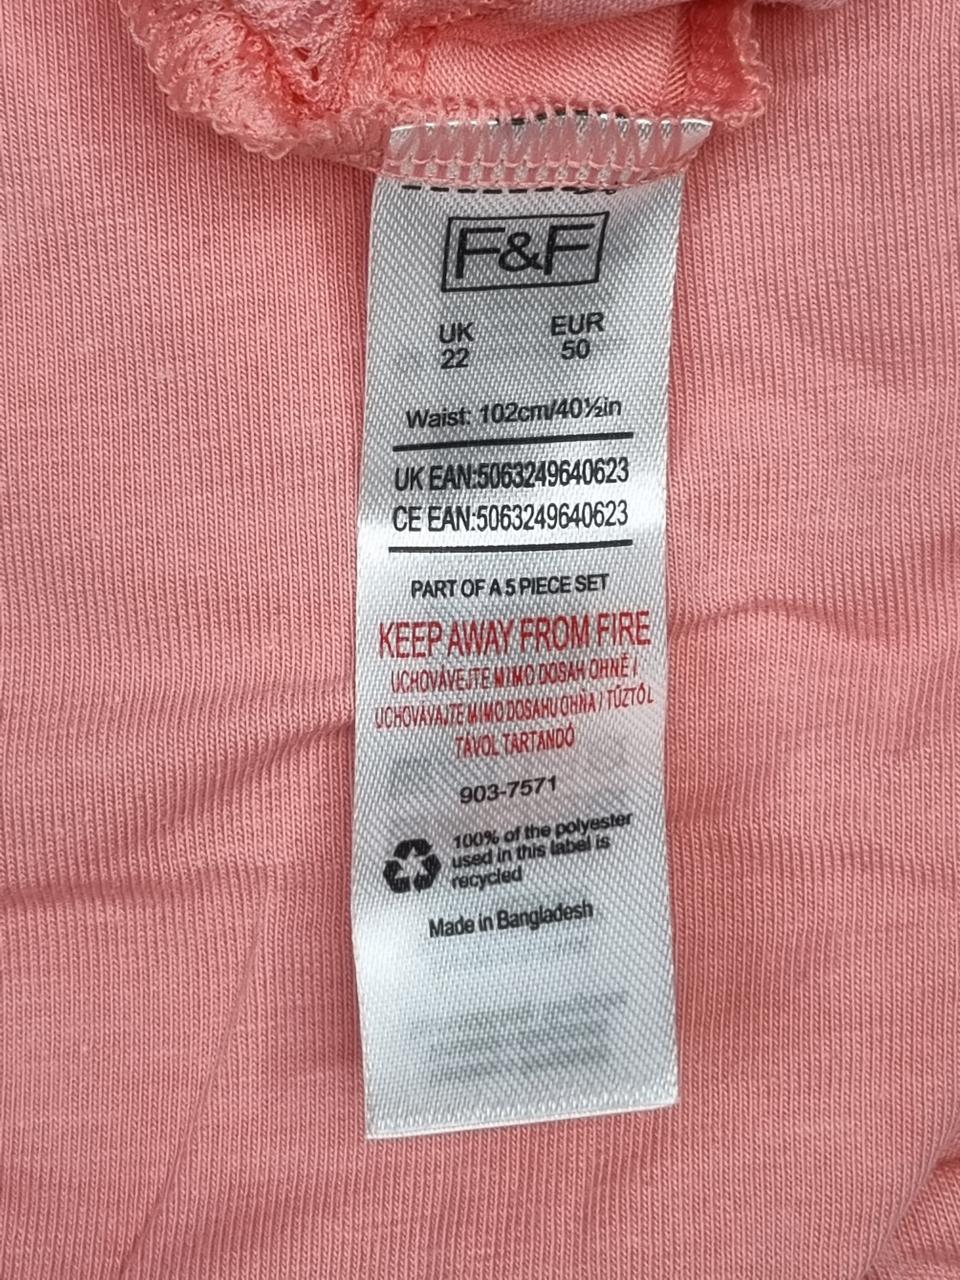 F&F
UK EUR
22 50
Waist: 102cm/40½in
UK EAN:5063249640623
CE EAN:5063249640623
PART OF A 5 PIECE SET
KEEP AWAY FROM FIRE
UCHOVÁVEJTE MIMO DOSAH OHNĚ /
UCHOVÁVAJTE MIMO DOSAHU OHŇA / TŰZTŐL
TÁVOL TARTANDÓ
903-7571
100% of the polyester
used in this label is
recycled
Made in Bangladesh